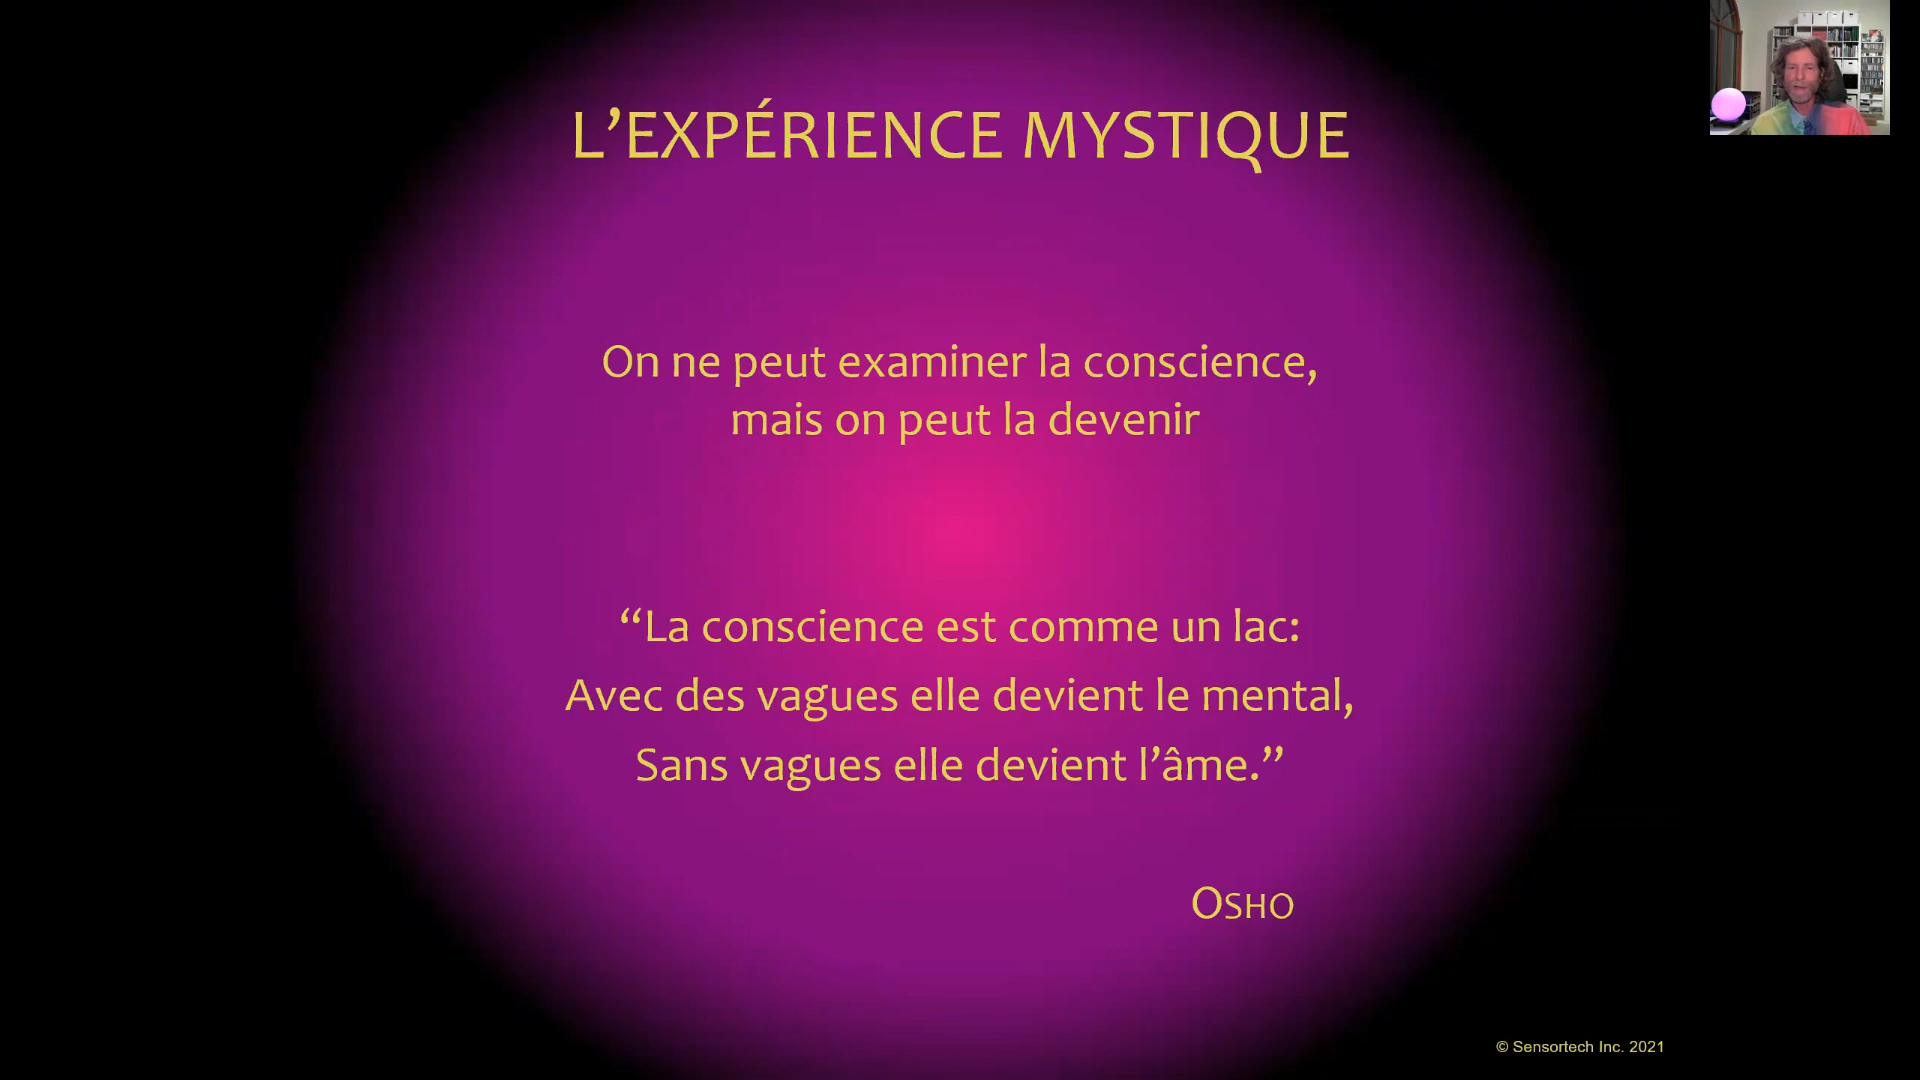 L’EXPÉRIENCE MYSTIQUE
On ne peut examiner la conscience,
mais on peut la devenir
“La conscience est comme un lac:
Avec des vagues elle devient le mental,
Sans vagues elle devient l’âme.”
OSHO
© Sensortech Inc. 2021